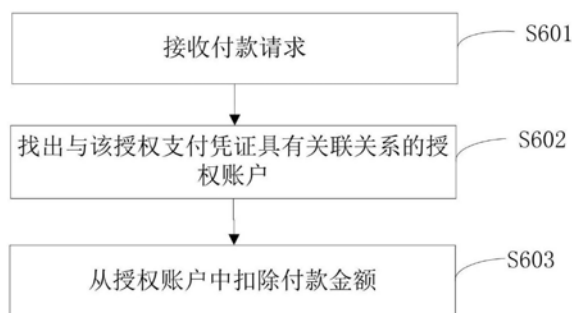 接收付款请求
S601
找出与该授权支付凭证具有关联关系的授
权账户
S602
从授权账户中扣除付款金额
S603